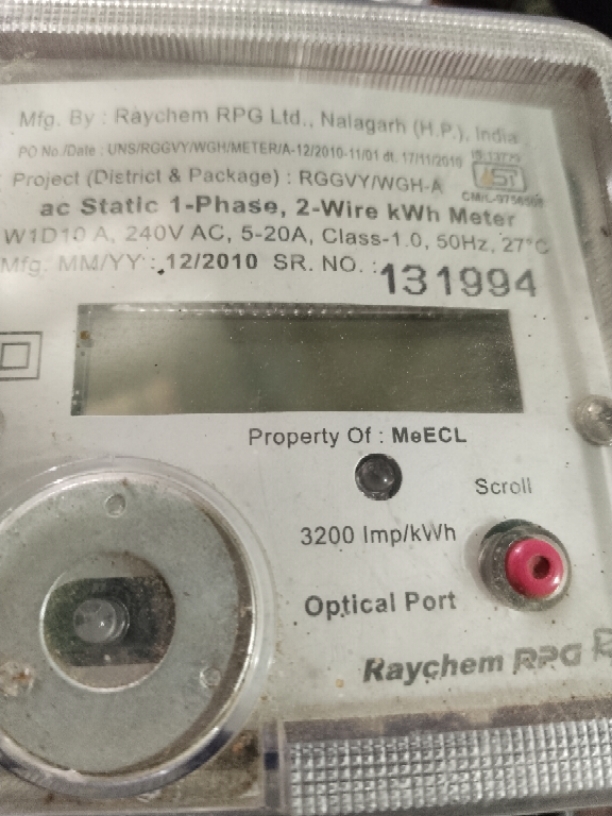 Mfg. By : Raychem RPG Ltd., Nalagarh (H.P.), India
PO No./Date : UNS/RGGVY/WGH/METER/A-12/2010-11/01 dt. 17/11/2010 IS:13779
Project (District & Package) : RGGVY/WGH-A
ac Static 1-Phase, 2-Wire kWh Meter
W1D10 A, 240V AC, 5-20A, Class-1.0, 50Hz, 27°C
Mfg. MM/YY : 12/2010 SR. NO. : 131994
Property Of : MeECL
Scroll
3200 Imp/kWh
Optical Port
Raychem RPG